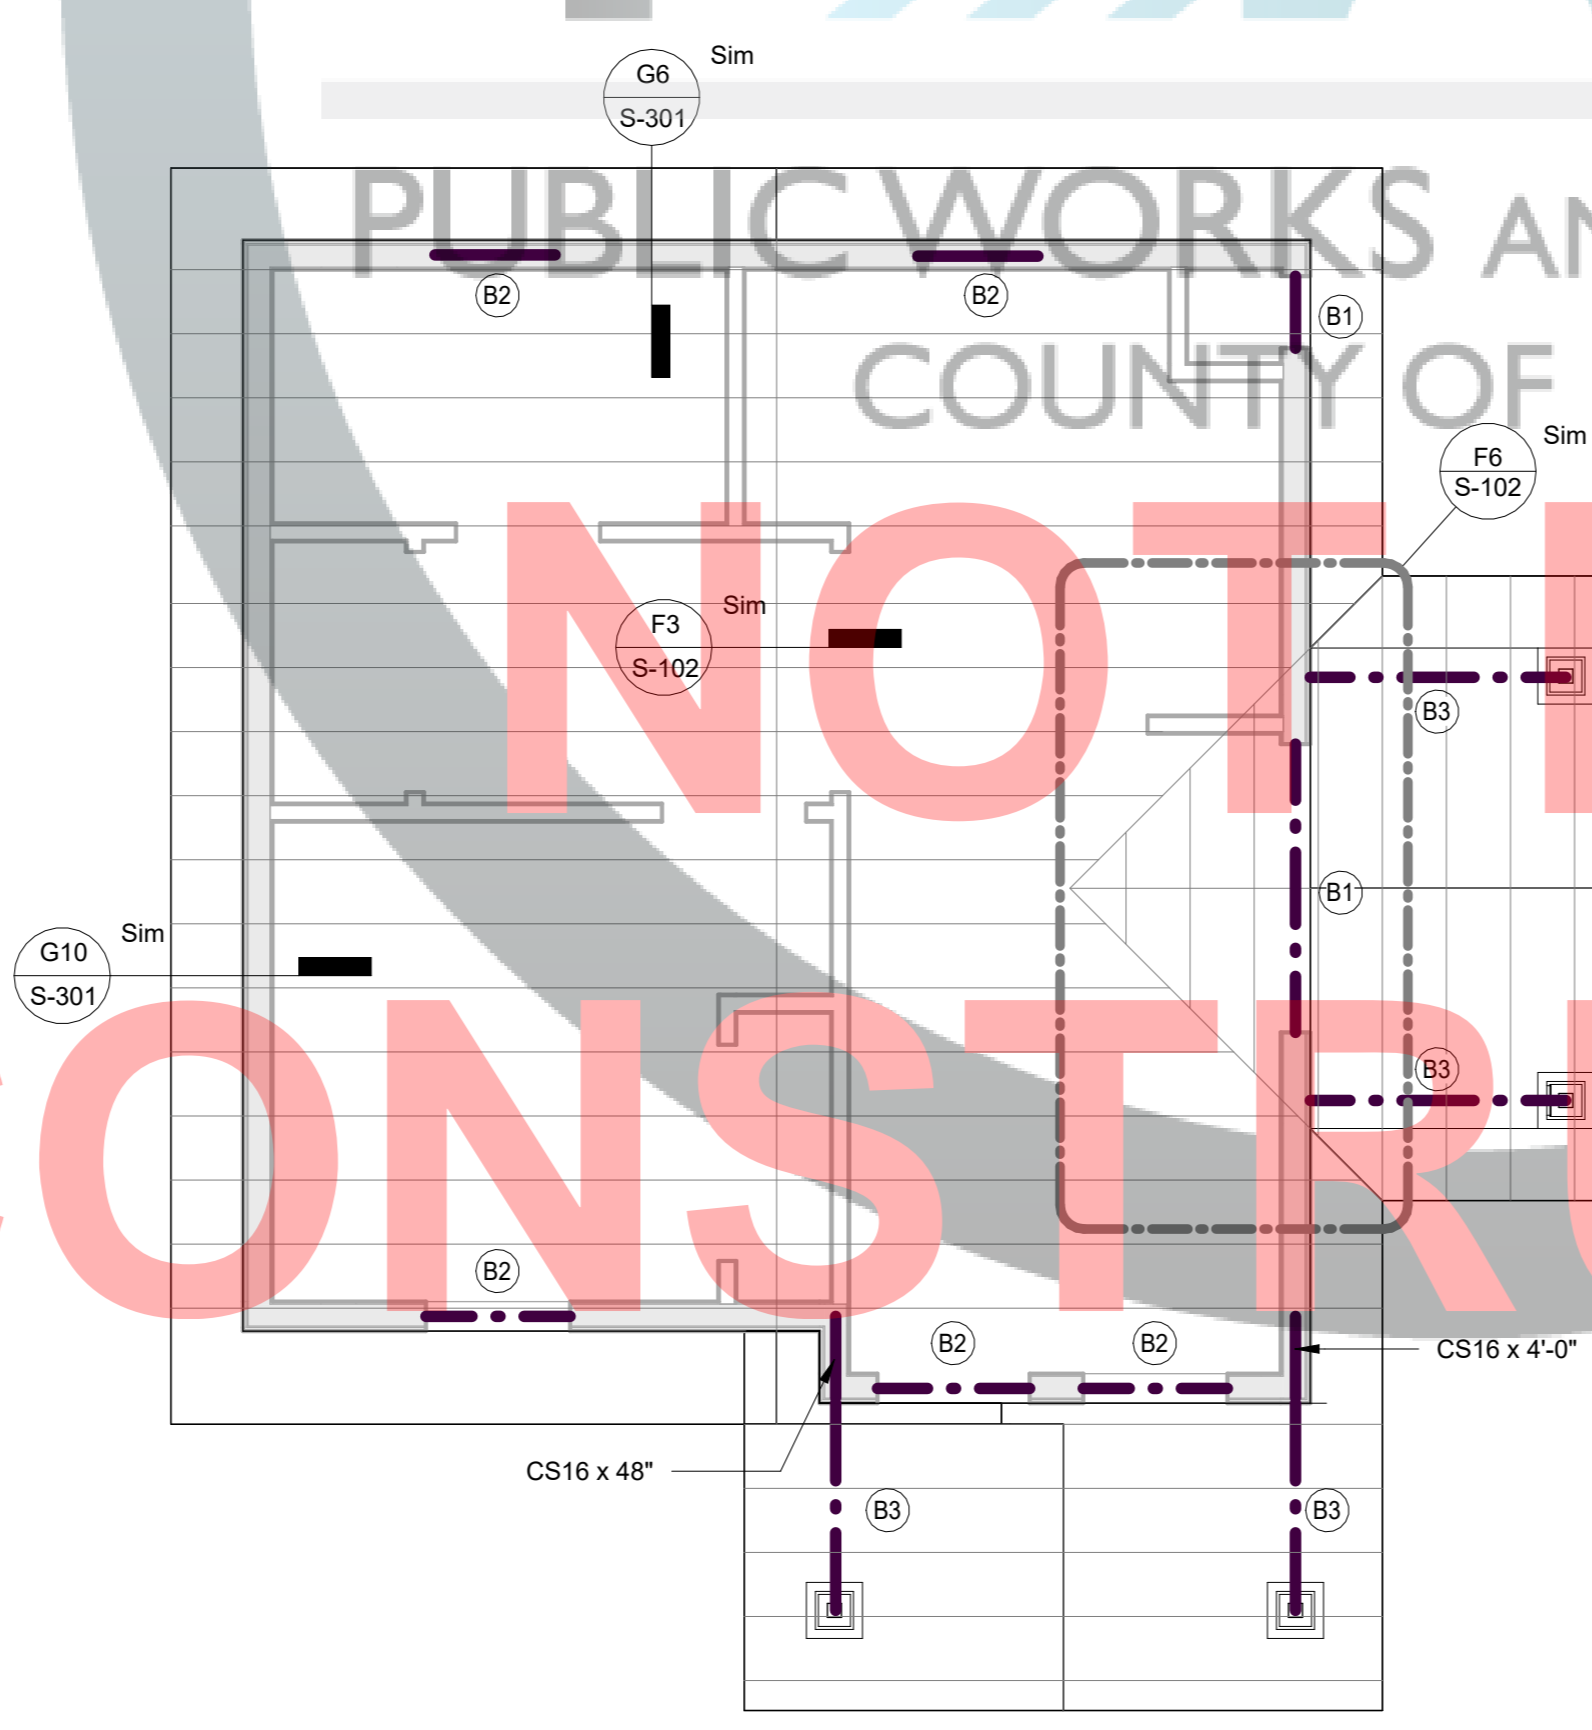 Sim
G6
S-301
PUBLIC WORKS AN
B2
B2
B1
COUNTY OF
Sim
F6
S-102
NOT
Sim
F3
S-102
B3
B1
Sim
G10
S-301
CONSTRU
B3
B2
B2
B2
CS16 x 4'-0"
CS16 x 48"
B3
B3